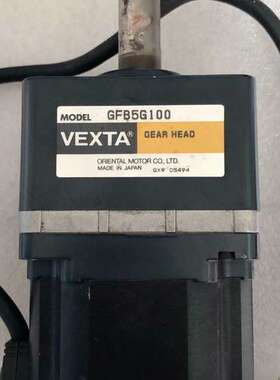 MODEL GFB5G100
VEXTA®
GEAR HEAD
ORIENTAL MOTOR CO., LTD.
MADE IN JAPAN